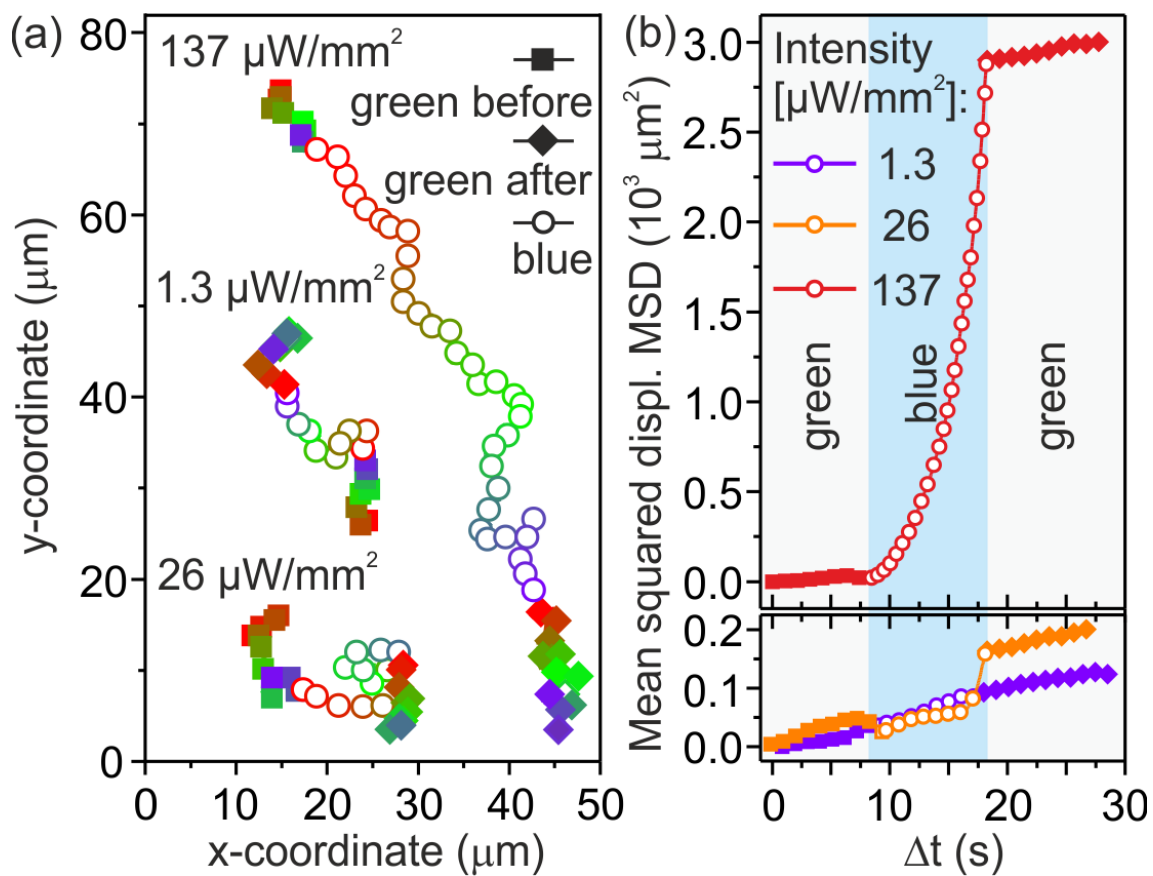 (a)
137 μW/mm²
green before
green after
blue
1.3 μW/mm²
26 μW/mm²
80
60
40
20
0
y-coordinate (μm)
0 10 20 30 40 50
x-coordinate (μm)
(b)
Intensity
[μW/mm²]:
1.3
26
137
green
blue
green
3.0
2.5
2.0
1.5
1.0
0.5
0.0
0.2
0.1
0.0
Mean squared displ. MSD (10³ μm²)
0 10 20 30
Δt (s)